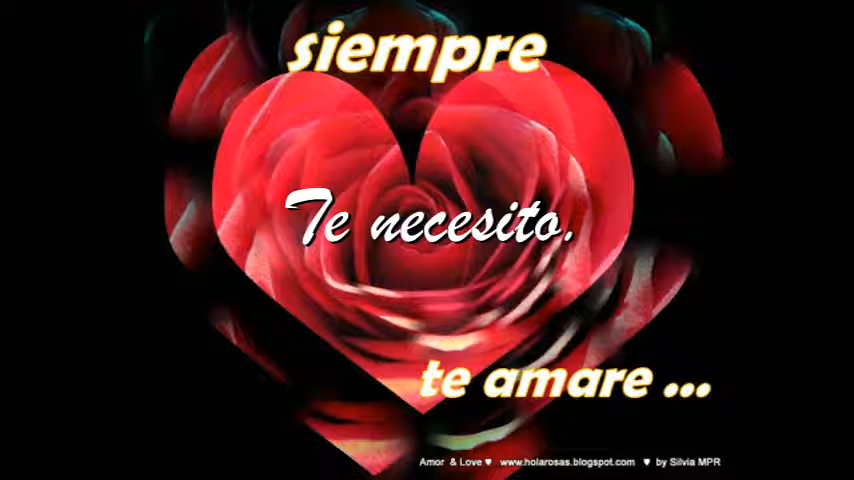 siempre
Te necesito.
te amare ...
Amor & Love ♥ www.holarosas.blogspot.com ♥ by Silvia MPR